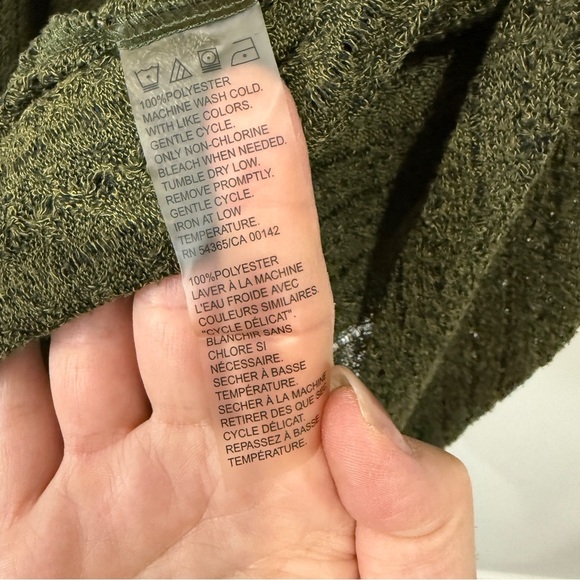 100%POLYESTER
MACHINE WASH COLD.
WITH LIKE COLORS.
GENTLE CYCLE.
ONLY NON-CHLORINE
BLEACH WHEN NEEDED.
TUMBLE DRY LOW.
REMOVE PROMPTLY.
GENTLE CYCLE.
IRON AT LOW
TEMPERATURE.
RN 54365/CA 00142
100%POLYESTER
LAVER À LA MACHINE
L'EAU FROIDE AVEC
COULEURS SIMILAIRES.
"CYCLE DÉLICAT".
BLANCHIR SANS
CHLORE SI
NÉCESSAIRE.
SECHER À BASSE
TEMPÉRATURE.
SECHER À LA MACHINE
RETIRER DES QUE
CYCLE DÉLICAT.
REPASSEZ À BASSE
TEMPÉRATURE.